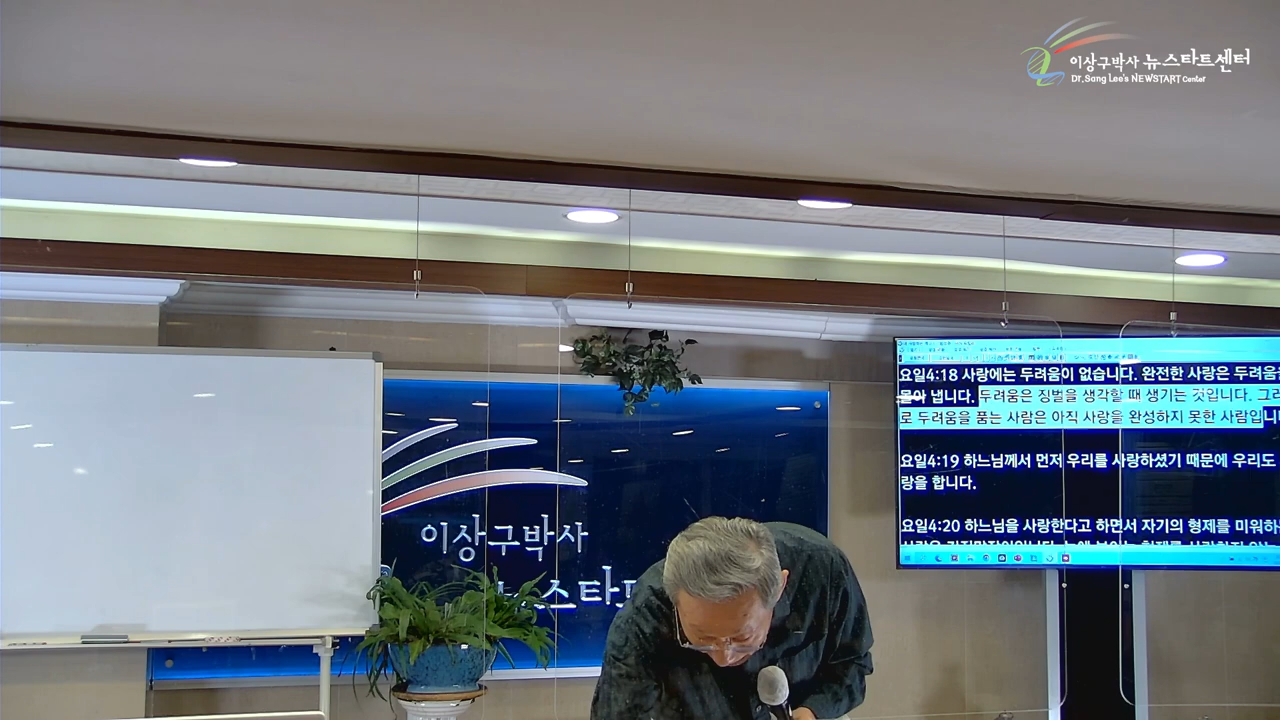 이상구박사 뉴스타트센터
Dr. Sang Lee's NEWSTART Center
이상구박사
뉴스타트
요일4:18 사랑에는 두려움이 없습니다. 완전한 사랑은 두려움을
몰아 냅니다. 두려움은 징벌을 생각할 때 생기는 것입니다. 그러
로 두려움을 품는 사람은 아직 사랑을 완성하지 못한 사람입니
요일4:19 하느님께서 먼저 우리를 사랑하셨기 때문에 우리도
랑을 합니다.
요일4:20 하느님을 사랑한다고 하면서 자기의 형제를 미워하